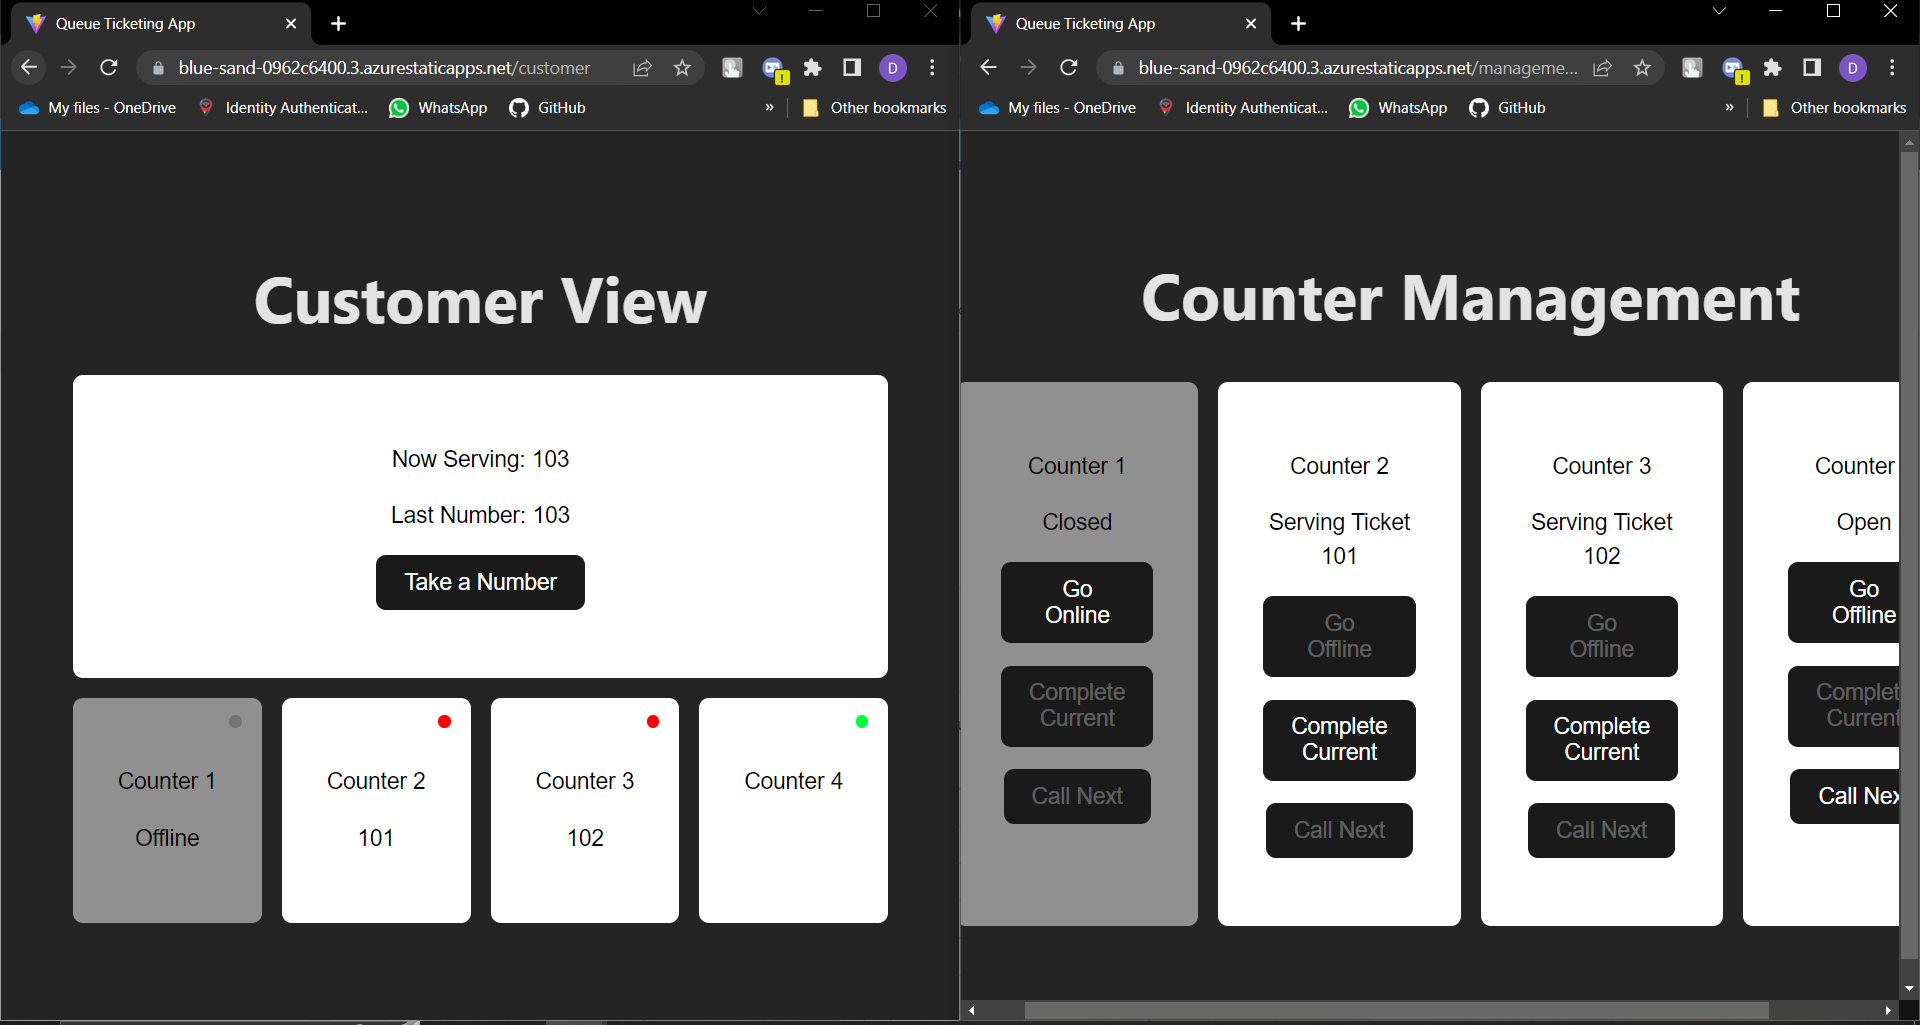 Queue Ticketing App
blue-sand-0962c6400.3.azurestaticapps.net/customer
D
My files - OneDrive
Identity Authenticat...
WhatsApp
GitHub
»
Other bookmarks
Customer View
Now Serving: 103
Last Number: 103
Take a Number
Counter 1
Offline
Counter 2
101
Counter 3
102
Counter 4
Queue Ticketing App
blue-sand-0962c6400.3.azurestaticapps.net/manageme...
D
My files - OneDrive
Identity Authenticat...
WhatsApp
GitHub
»
Other bookmarks
Counter Management
Counter 1
Closed
Go
Online
Complete
Current
Call Next
Counter 2
Serving Ticket
101
Go
Offline
Complete
Current
Call Next
Counter 3
Serving Ticket
102
Go
Offline
Complete
Current
Call Next
Counter
Open
Go
Offline
Complet
Current
Call Nex